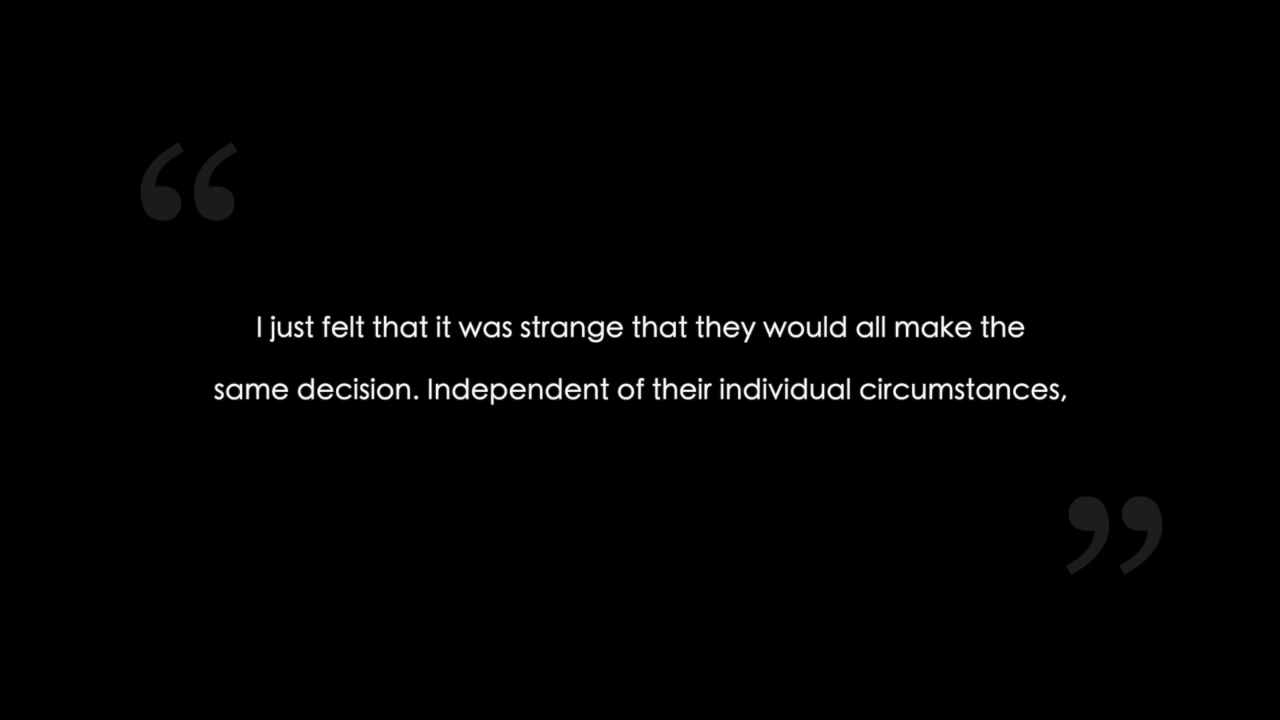 “
I just felt that it was strange that they would all make the
same decision. Independent of their individual circumstances,
”